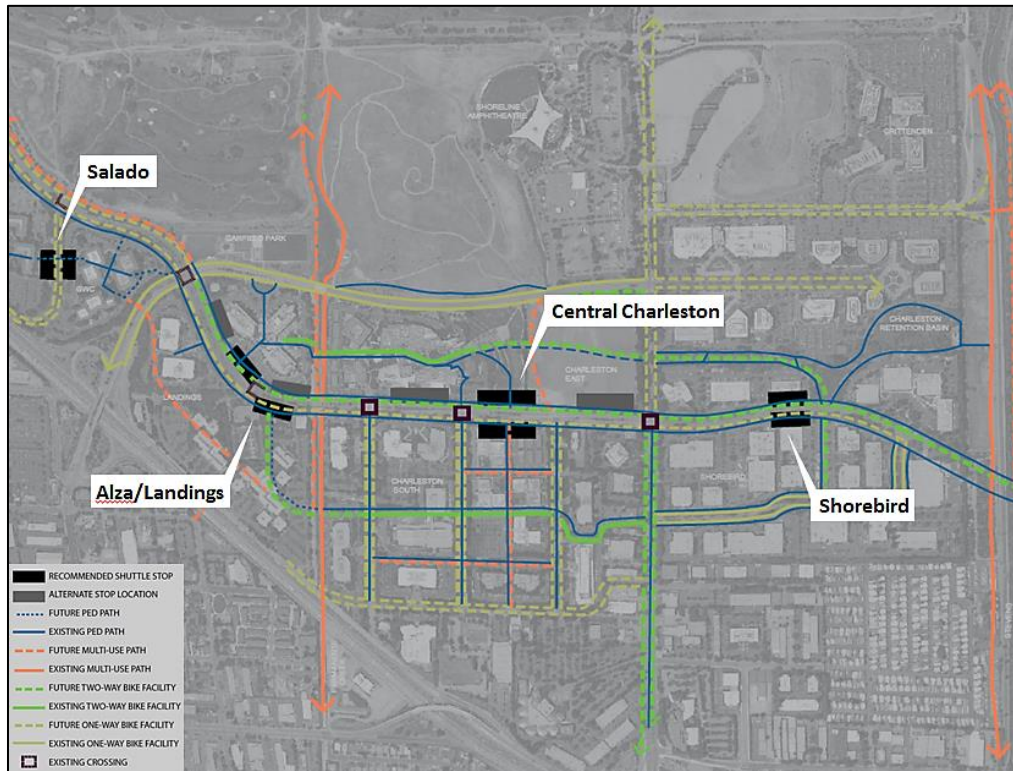 SHORELINE
AMPHITHEATRE
CRITTENDEN
Salado
GARFIELD PARK
GWC
Central Charleston
CHARLESTON
RETENTION BASIN
CHARLESTON
EAST
LANDINGS
Alza/Landings
CHARLESTON
SOUTH
SHOREBIRD
Shorebird
RECOMMENDED SHUTTLE STOP
ALTERNATE STOP LOCATION
FUTURE PED PATH
EXISTING PED PATH
FUTURE MULTI-USE PATH
EXISTING MULTI-USE PATH
FUTURE TWO-WAY BIKE FACILITY
EXISTING TWO-WAY BIKE FACILITY
FUTURE ONE-WAY BIKE FACILITY
EXISTING ONE-WAY BIKE FACILITY
EXISTING CROSSING